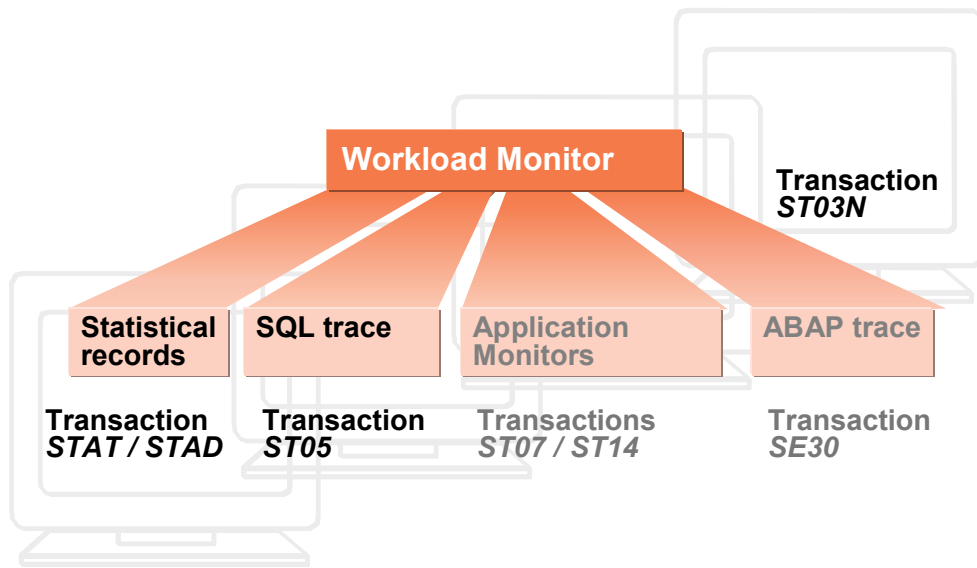 Workload Monitor
Transaction
ST03N
Statistical
records
SQL trace
Application
Monitors
ABAP trace
Transaction
STAT / STAD
Transaction
ST05
Transactions
ST07 / ST14
Transaction
SE30